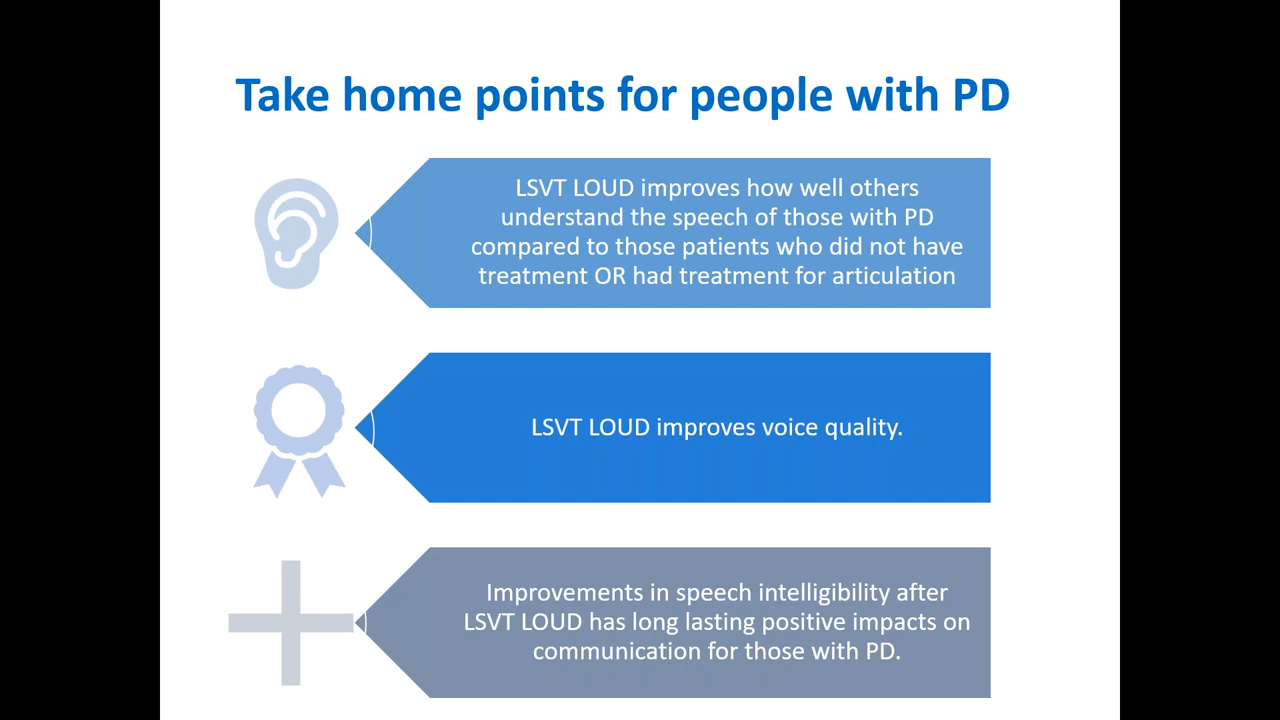 Take home points for people with PD
LSVT LOUD improves how well others
understand the speech of those with PD
compared to those patients who did not have
treatment OR had treatment for articulation
LSVT LOUD improves voice quality.
Improvements in speech intelligibility after
LSVT LOUD has long lasting positive impacts on
communication for those with PD.